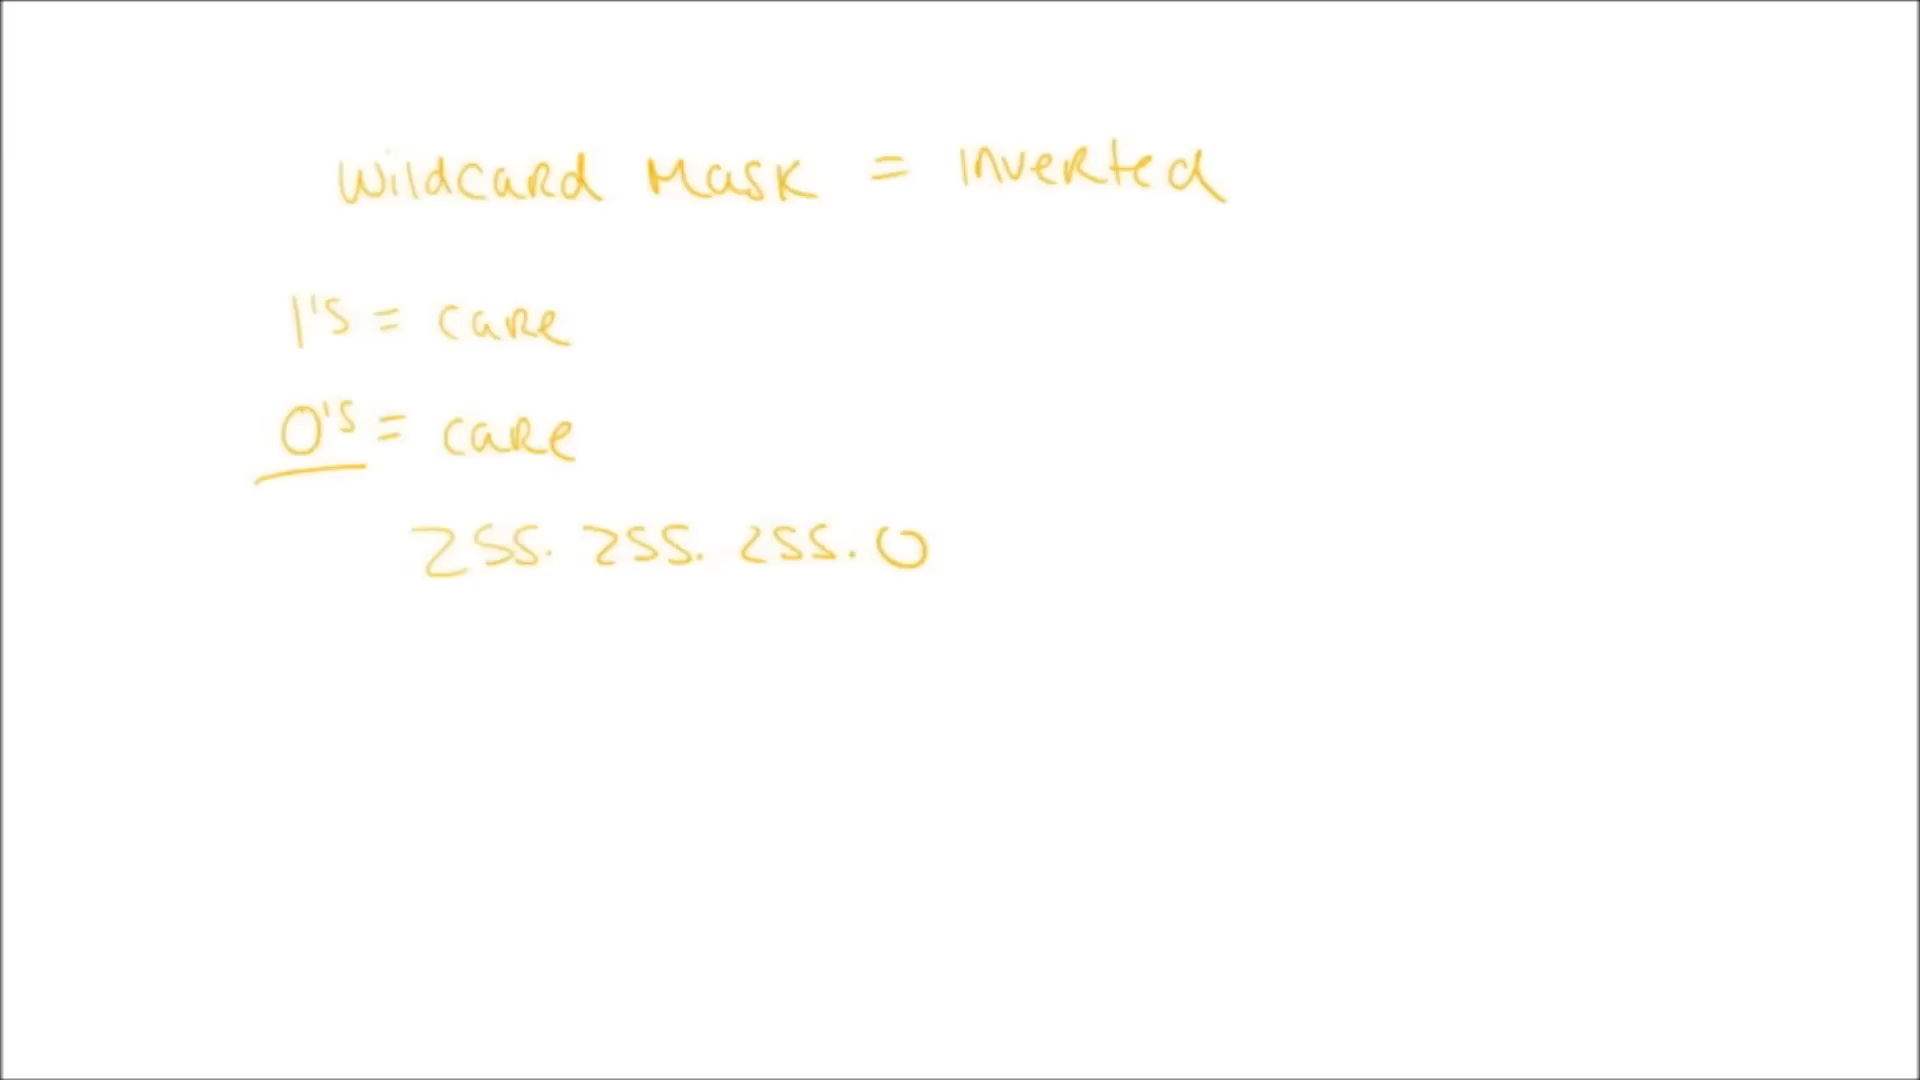 Wildcard Mask = Inverted
1's = care
0's = care
255.255.255.0